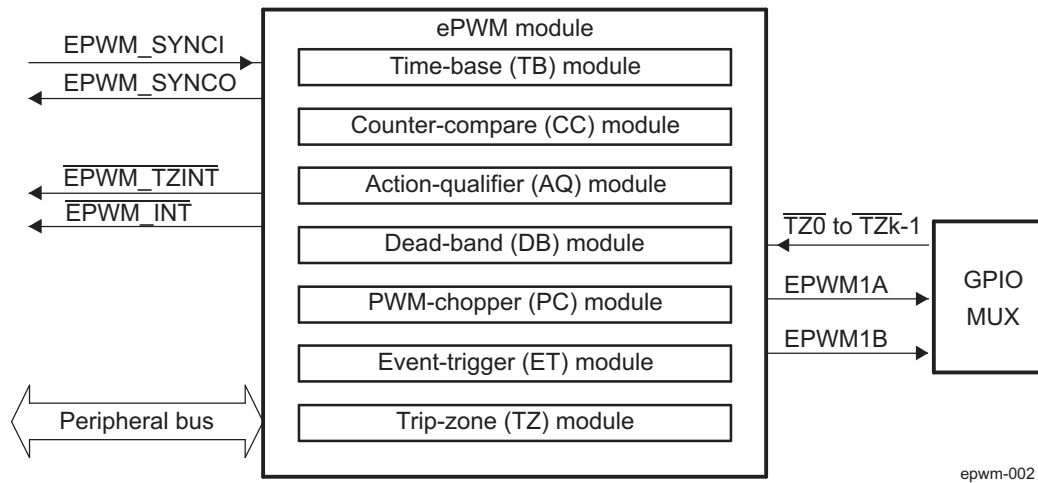 ePWM module
EPWM_SYNCI
Time-base (TB) module
EPWM_SYNCO
Counter-compare (CC) module
EPWM_TZINT
Action-qualifier (AQ) module
EPWM_INT
TZ0 to TZk-1
Dead-band (DB) module
EPWM1A
GPIO
MUX
PWM-chopper (PC) module
EPWM1B
Event-trigger (ET) module
Peripheral bus
Trip-zone (TZ) module
epwm-002